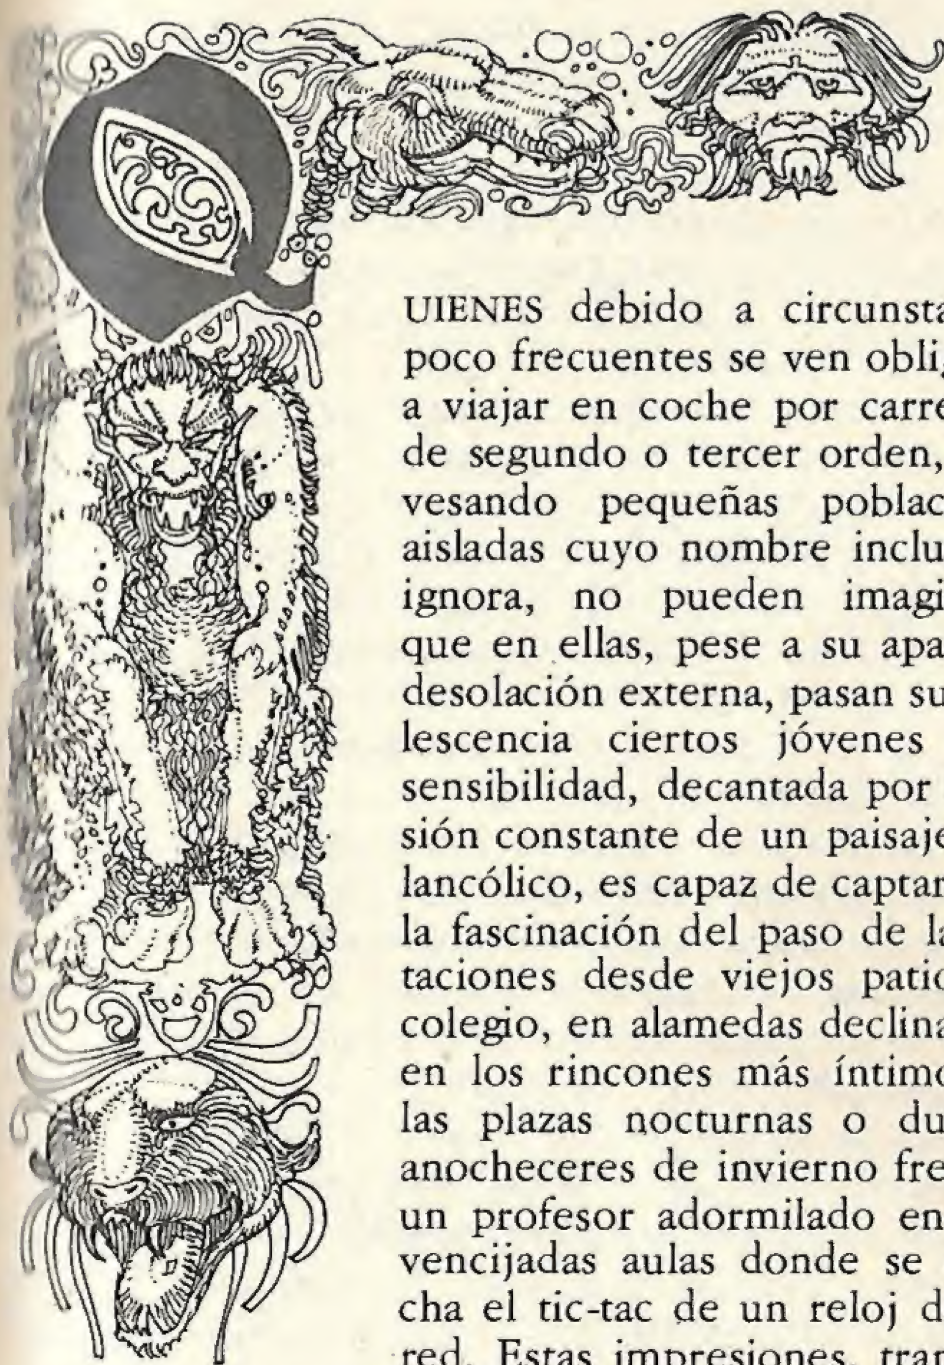 QUIENES debido a circunsta
poco frecuentes se ven oblig
a viajar en coche por carre
de segundo o tercer orden,
vesando pequeñas poblac
aisladas cuyo nombre inclu
ignora, no pueden imagi
que en ellas, pese a su apa
desolación externa, pasan su
lescencia ciertos jóvenes
sensibilidad, decantada por
sión constante de un paisaje
lancólico, es capaz de captar
la fascinación del paso de la
taciones desde viejos patio
colegio, en alamedas declina
en los rincones más íntimo
las plazas nocturnas o du
anocheceres de invierno fre
un profesor adormilado en
vencijadas aulas donde se
cha el tic-tac de un reloj d
red. Estas impresiones, tran